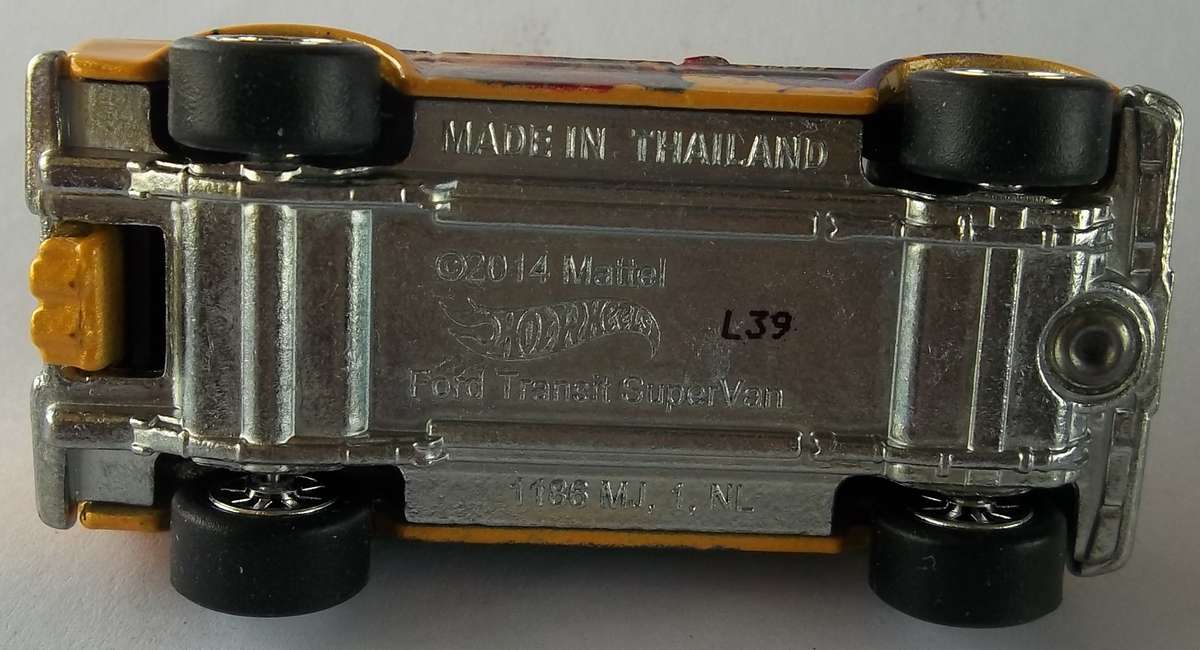 MADE IN THAILAND
©2014 Mattel
Hot Wheels
L39
Ford Transit SuperVan
1186 MJ, 1, NL